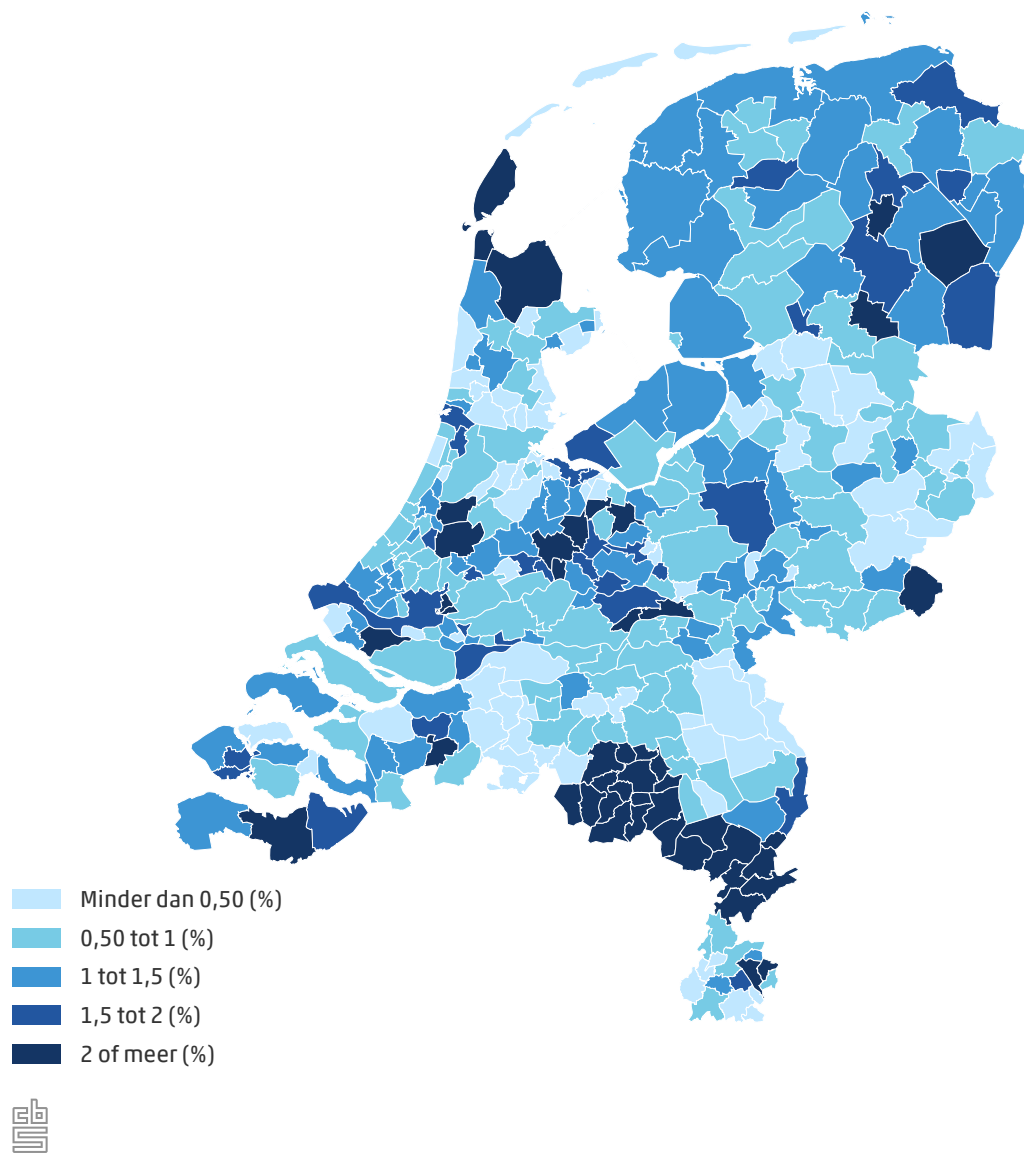 Minder dan 0,50 (%)
0,50 tot 1 (%)
1 tot 1,5 (%)
1,5 tot 2 (%)
2 of meer (%)
cbs